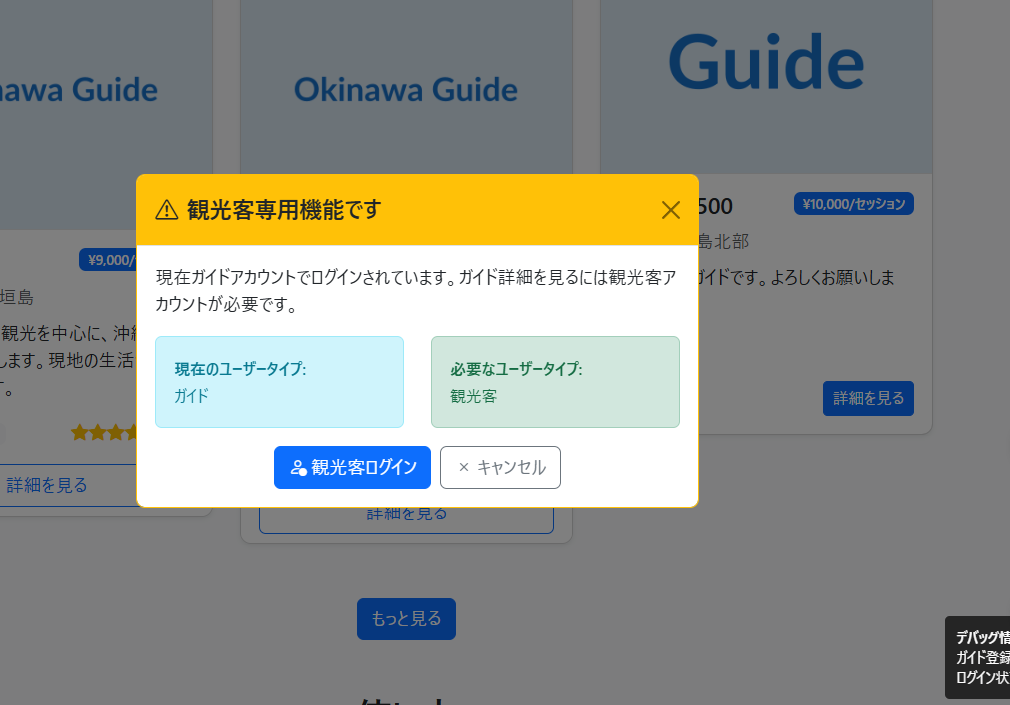 Guide
Okinawa Guide
Guide
観光客専用機能です
500
¥10,000/セッション
島北部
現在ガイドアカウントでログインされています。ガイド詳細を見るには観光客ア
カウントが必要です。
ガイドです。よろしくお願いしま
¥9,000/
垣島
観光を中心に、沖縄
します。現地の生活
す。
現在のユーザータイプ:
ガイド
必要なユーザータイプ:
観光客
詳細を見る
観光客ログイン
× キャンセル
詳細を見る
詳細を見る
もっと見る
デバッグ情
ガイド登録
ログイン状